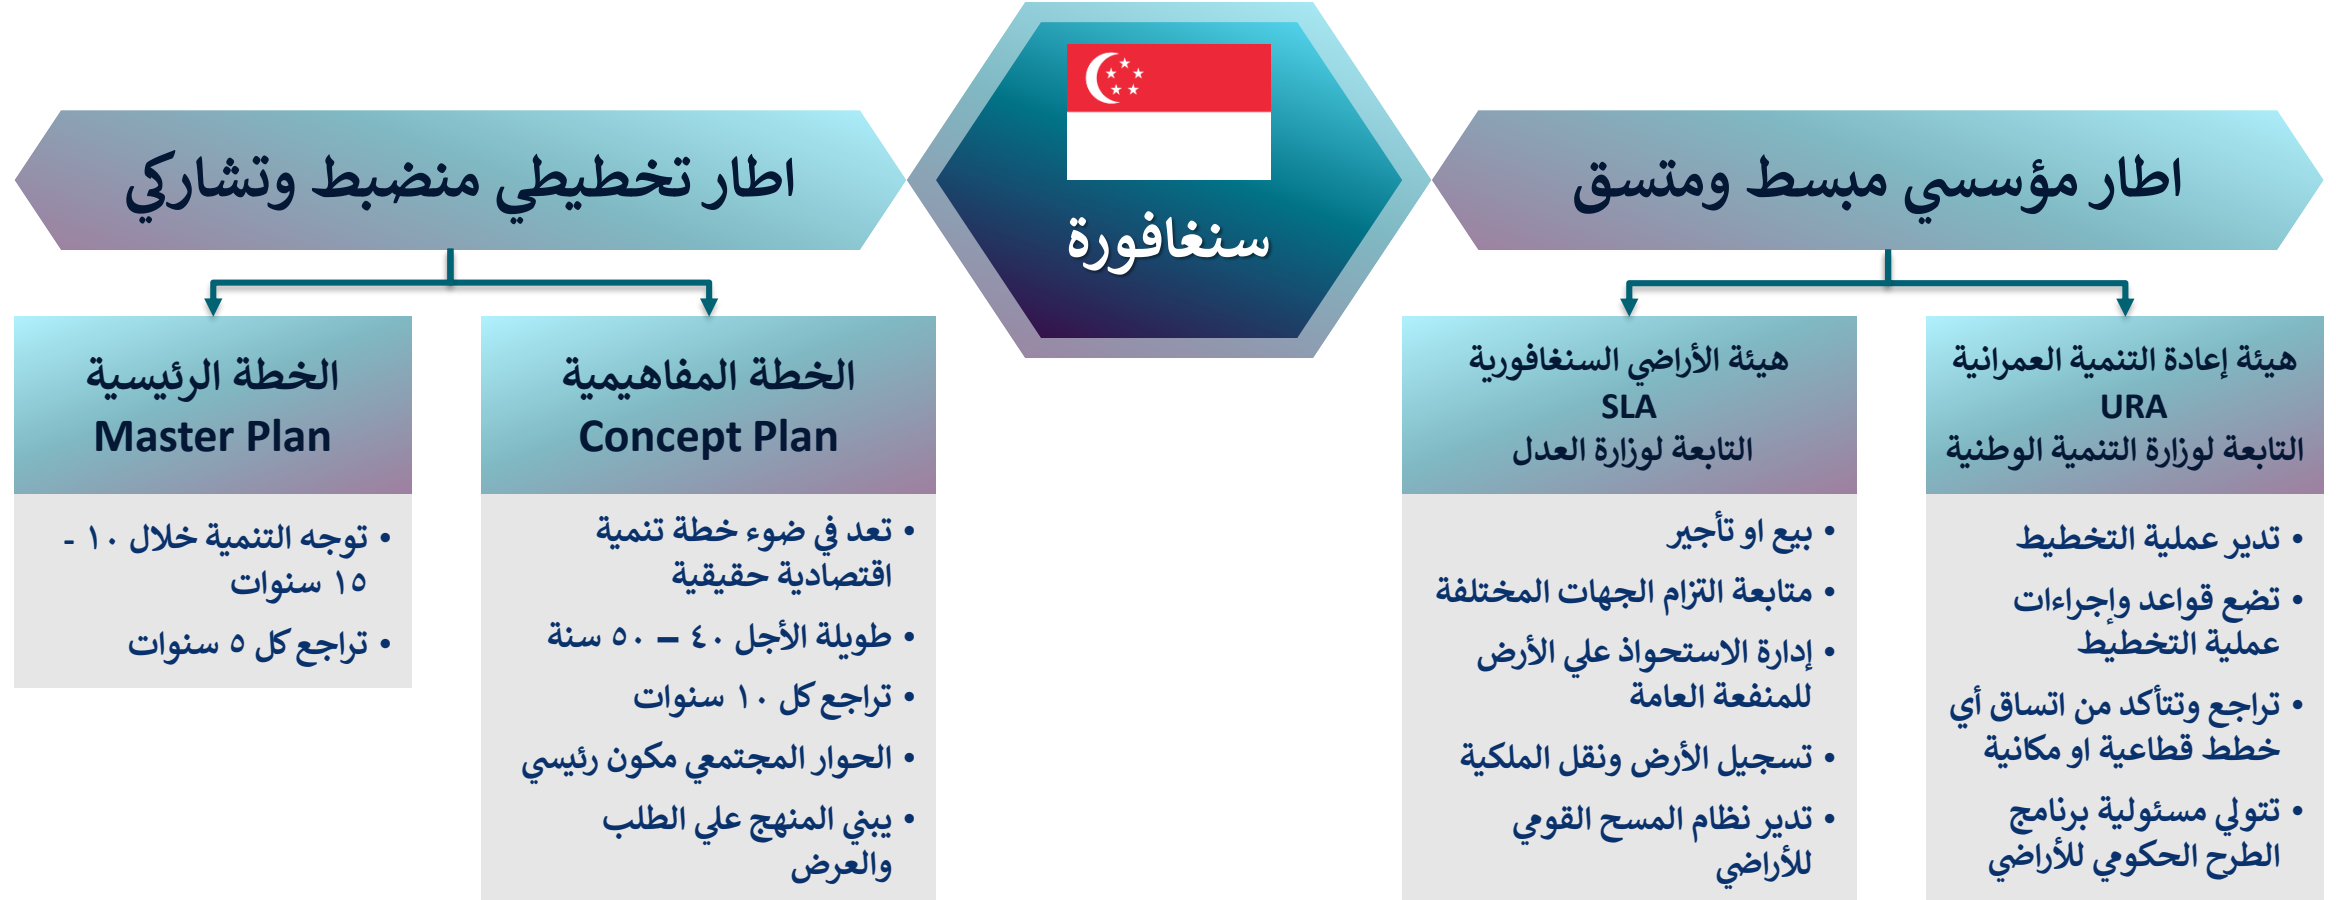 سنغافورة
اطار مؤسسي مبسط ومتسق
هيئة إعادة التنمية العمرانية
URA
التابعة لوزارة التنمية الوطنية
• تدير عملية التخطيط
• تضع قواعد وإجراءات
عملية التخطيط
• تراجع وتتأكد من اتساق أي
خطط قطاعية او مكانية
• تتولي مسئولية برنامج
الطرح الحكومي للأراضي
هيئة الأراضي السنغافورية
SLA
التابعة لوزارة العدل
• بيع او تأجير
• متابعة التزام الجهات المختلفة
• إدارة الاستحواذ علي الأرض
للمنفعة العامة
• تسجيل الأرض ونقل الملكية
• تدير نظام المسح القومي
للأراضي
اطار تخطيطي منضبط وتشاركي
الخطة المفاهيمية
Concept Plan
• تعد في ضوء خطة تنمية
اقتصادية حقيقية
• طويلة الأجل ٤٠ – ٥٠ سنة
• تراجع كل ١٠ سنوات
• الحوار المجتمعي مكون رئيسي
• يبني المنهج علي الطلب
والعرض
الخطة الرئيسية
Master Plan
• توجه التنمية خلال ١٠ -
١٥ سنوات
• تراجع كل ٥ سنوات